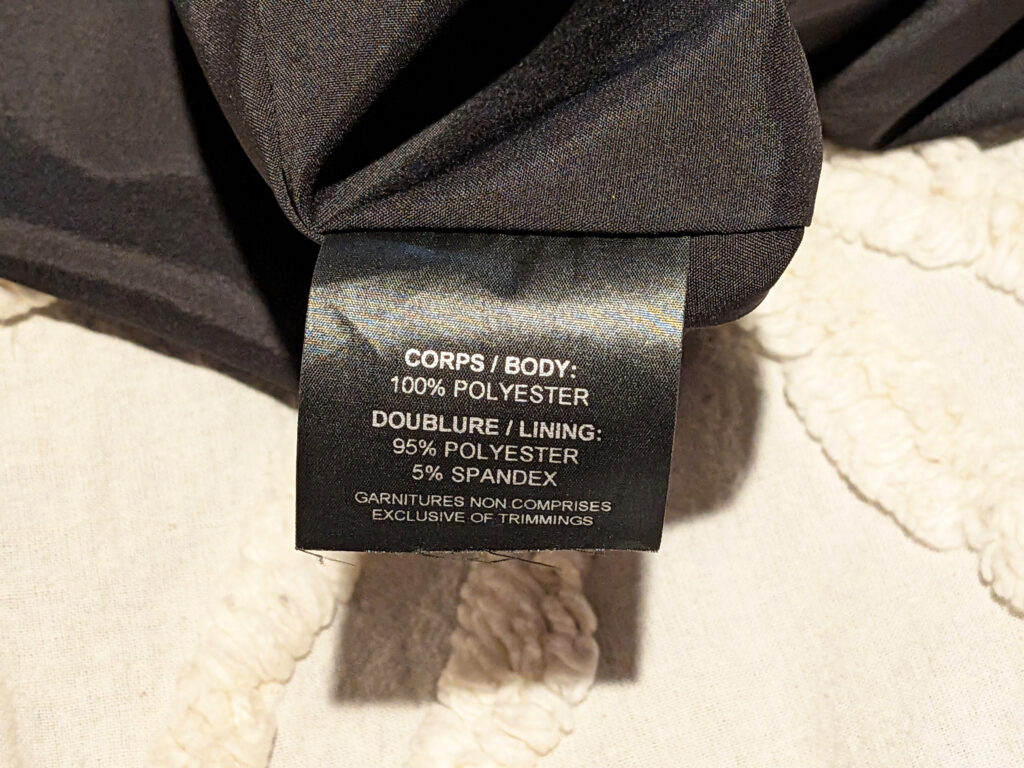 CORPS / BODY:
100% POLYESTER
DOUBLURE / LINING:
95% POLYESTER
5% SPANDEX
GARNITURES NON COMPRISES
EXCLUSIVE OF TRIMMINGS